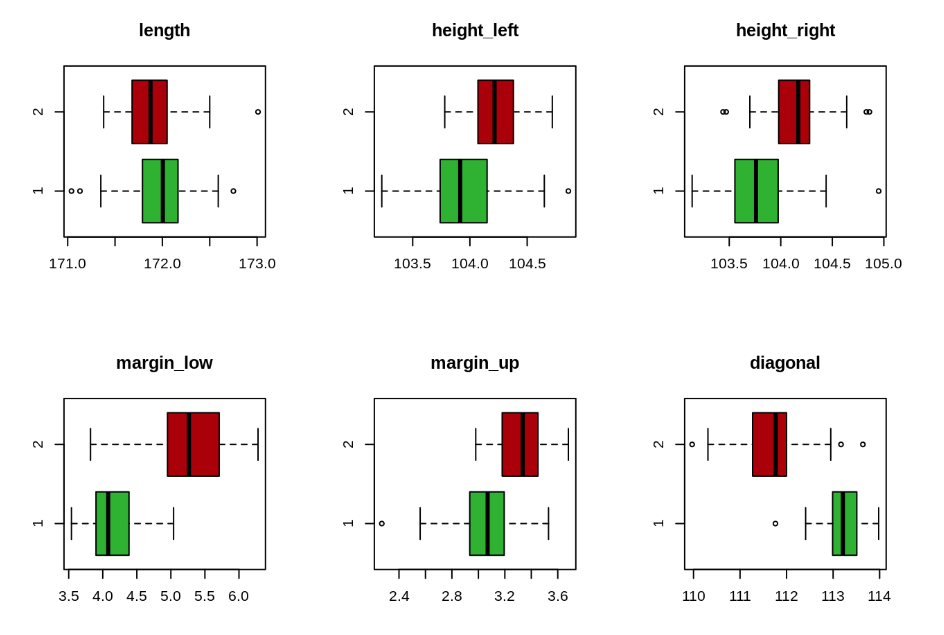 length height_left height_right
2 2 2
1 1 1
171.0 172.0 173.0 103.5 104.0 104.5 103.5 104.0 104.5 105.0
margin_low margin_up diagonal
2 2 2
1 1 1
3.5 4.0 4.5 5.0 5.5 6.0 2.4 2.8 3.2 3.6 110 111 112 113 114